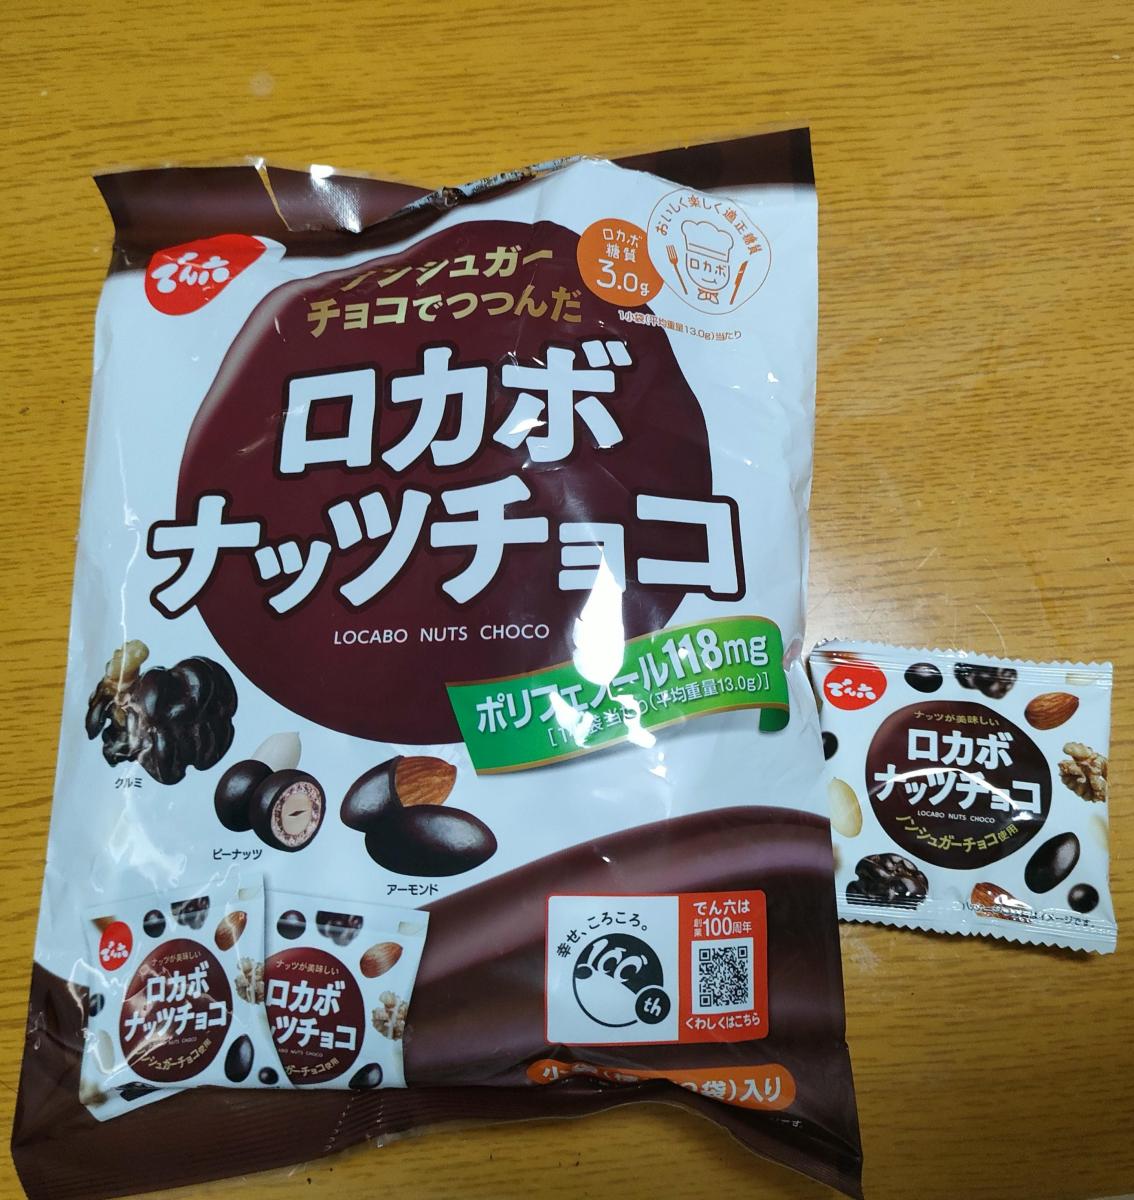 でん六
ノンシュガー
チョコでつつんだ
ロカボ
糖質
3.0g
おいしく楽しく適正糖質
ロカボ
1小袋(平均重量13.0g)当たり
ロカボ
ナッツチョコ
LOCABO NUTS CHOCO
ポリフェノール118mg
(平均重量13.0g)]
クルミ
ピーナッツ
アーモンド
でん六
ナッツが美味しい
ロカボ
ナッツチョコ
LOCABO NUTS CHOCO
ノンシュガーチョコ使用
でん六
ナッツが美味しい
ロカボ
ナッツチョコ
ナッツが美味しい
ロカボ
ッツチョコ
ガーチョコ使用
幸せ、ころころ。
100
th
でん六は
創業100周年
くわしくはこちら
袋)入り